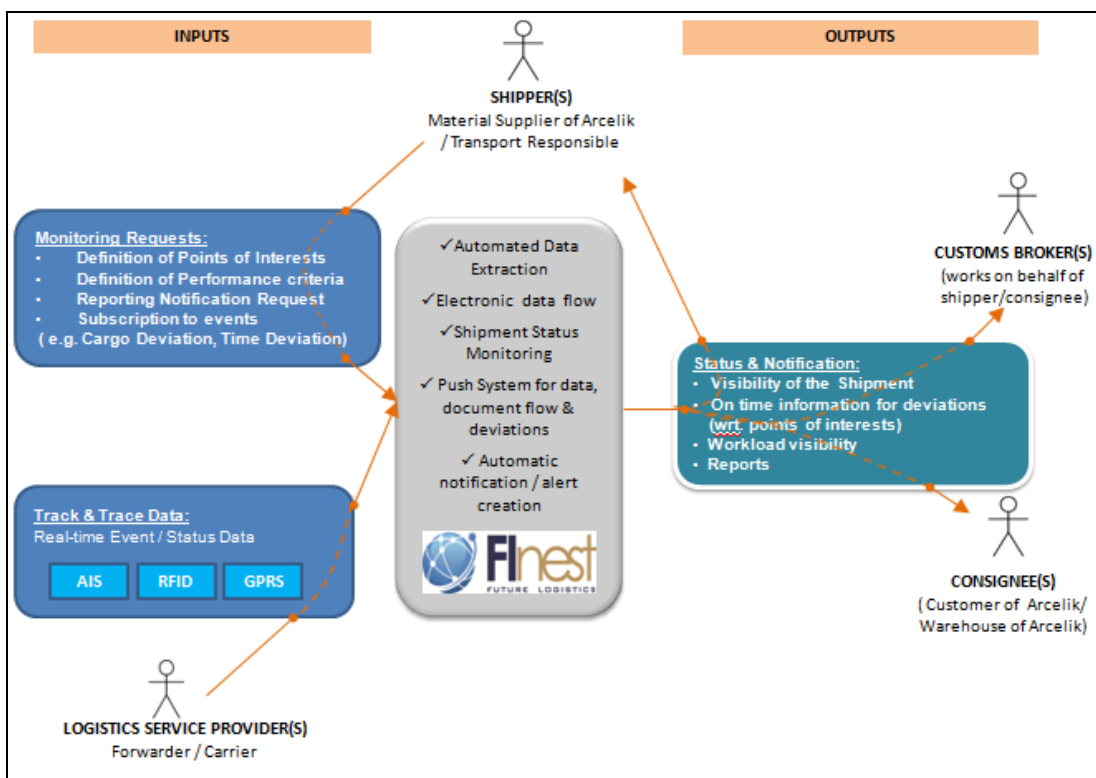 INPUTS
OUTPUTS
SHIPPER(S)
Material Supplier of Arcelik
/ Transport Responsible
Monitoring Requests:
• Definition of Points of Interests
• Definition of Performance criteria
• Reporting Notification Request
• Subscription to events
( e.g. Cargo Deviation, Time Deviation)
Track & Trace Data:
Real-time Event / Status Data
AIS
RFID
GPRS
LOGISTICS SERVICE PROVIDER(S)
Forwarder / Carrier
✓Automated Data
Extraction
✓Electronic data flow
✓Shipment Status
Monitoring
✓ Push System for data,
document flow &
deviations
✓ Automatic
notification / alert
creation
FInest
FUTURE LOGISTICS
CUSTOMS BROKER(S)
(works on behalf of
shipper/consignee)
Status & Notification:
• Visibility of the Shipment
• On time information for deviations
(wrt. points of interests)
• Workload visibility
• Reports
CONSIGNEE(S)
( Customer of Arcelik/
Warehouse of Arcelik)